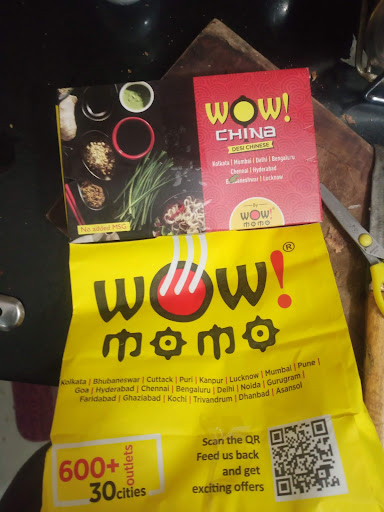 WOW!
CHINA
DESI CHINESE
Kolkata | Mumbai | Delhi | Bengaluru
Chennai | Hyderabad
Bhubaneshwar | Lucknow
By
WOW!
MOMO
No added MSG
WOW!®
MOMO
Kolkata | Bhubaneswar | Cuttack | Puri | Kanpur | Lucknow | Mumbai | Pune |
Goa | Hyderabad | Chennai | Bengaluru | Delhi | Noida | Gurugram |
Faridabad | Ghaziabad | Kochi | Trivandrum | Dhanbad | Asansol
600+ outlets
30 cities
Scan the QR
Feed us back
and get
exciting offers